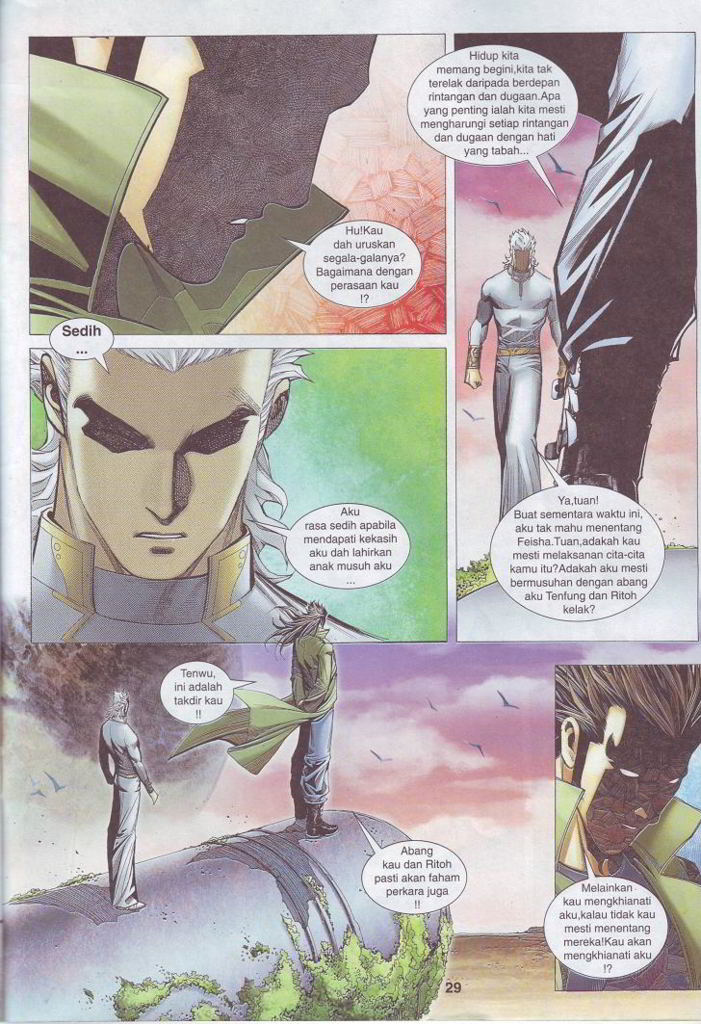 Hu!Kau
dah uruskan
segala-galanya?
Bagaimana dengan
perasaan kau
!?
Sedih
...
Aku
rasa sedih apabila
mendapati kekasih
aku dah lahirkan
anak musuh aku
...
Hidup kita
memang begini,kita tak
terelak daripada berdepan
rintangan dan dugaan.Apa
yang penting ialah kita mesti
mengharungi setiap rintangan
dan dugaan dengan hati
yang tabah...
Ya,tuan!
Buat sementara waktu ini,
aku tak mahu menentang
Feisha.Tuan,adakah kau
mesti melaksanan cita-cita
kamu itu?Adakah aku mesti
bermusuhan dengan abang
aku Tenfung dan Ritoh
kelak?
Tenwu,
ini adalah
takdir kau
!!
Abang
kau dan Ritoh
pasti akan faham
perkara juga
!!
Melainkan
kau mengkhianati
aku,kalau tidak kau
mesti menentang
mereka!Kau akan
mengkhianati aku
!?
29